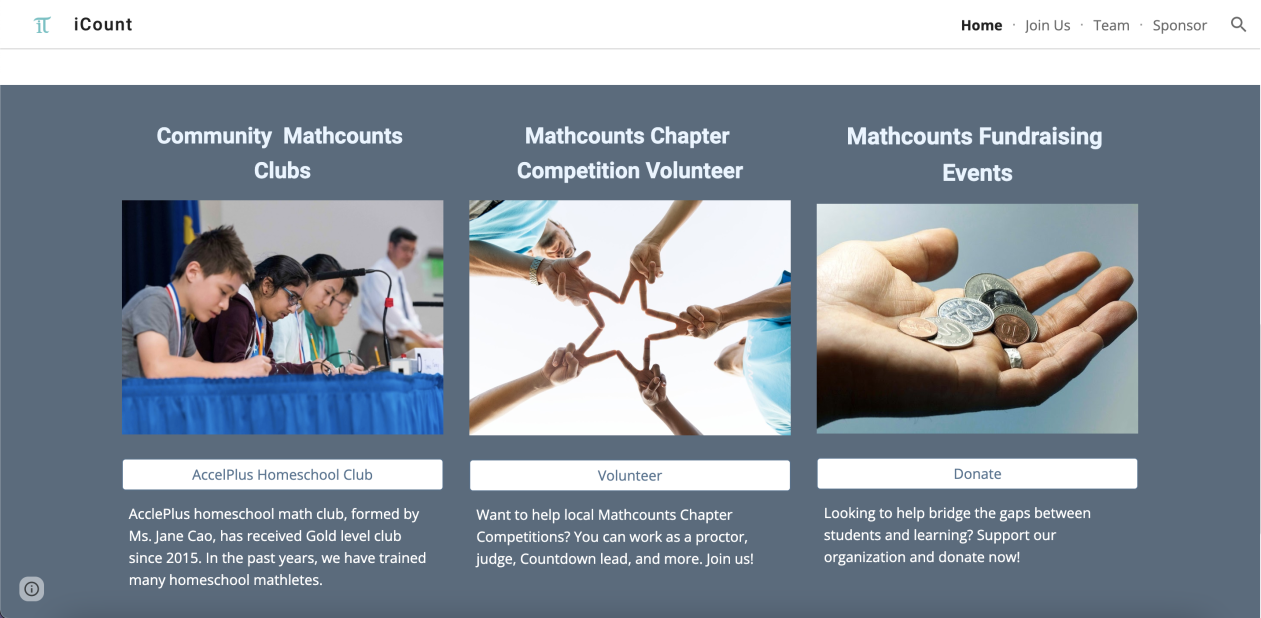 iCount
Home · Join Us · Team · Sponsor
Community Mathcounts
Clubs
AccelPlus Homeschool Club
AcclePlus homeschool math club, formed by
Ms. Jane Cao, has received Gold level club
since 2015. In the past years, we have trained
many homeschool mathletes.
Mathcounts Chapter
Competition Volunteer
Volunteer
Want to help local Mathcounts Chapter
Competitions? You can work as a proctor,
judge, Countdown lead, and more. Join us!
Mathcounts Fundraising
Events
Donate
Looking to help bridge the gaps between
students and learning? Support our
organization and donate now!